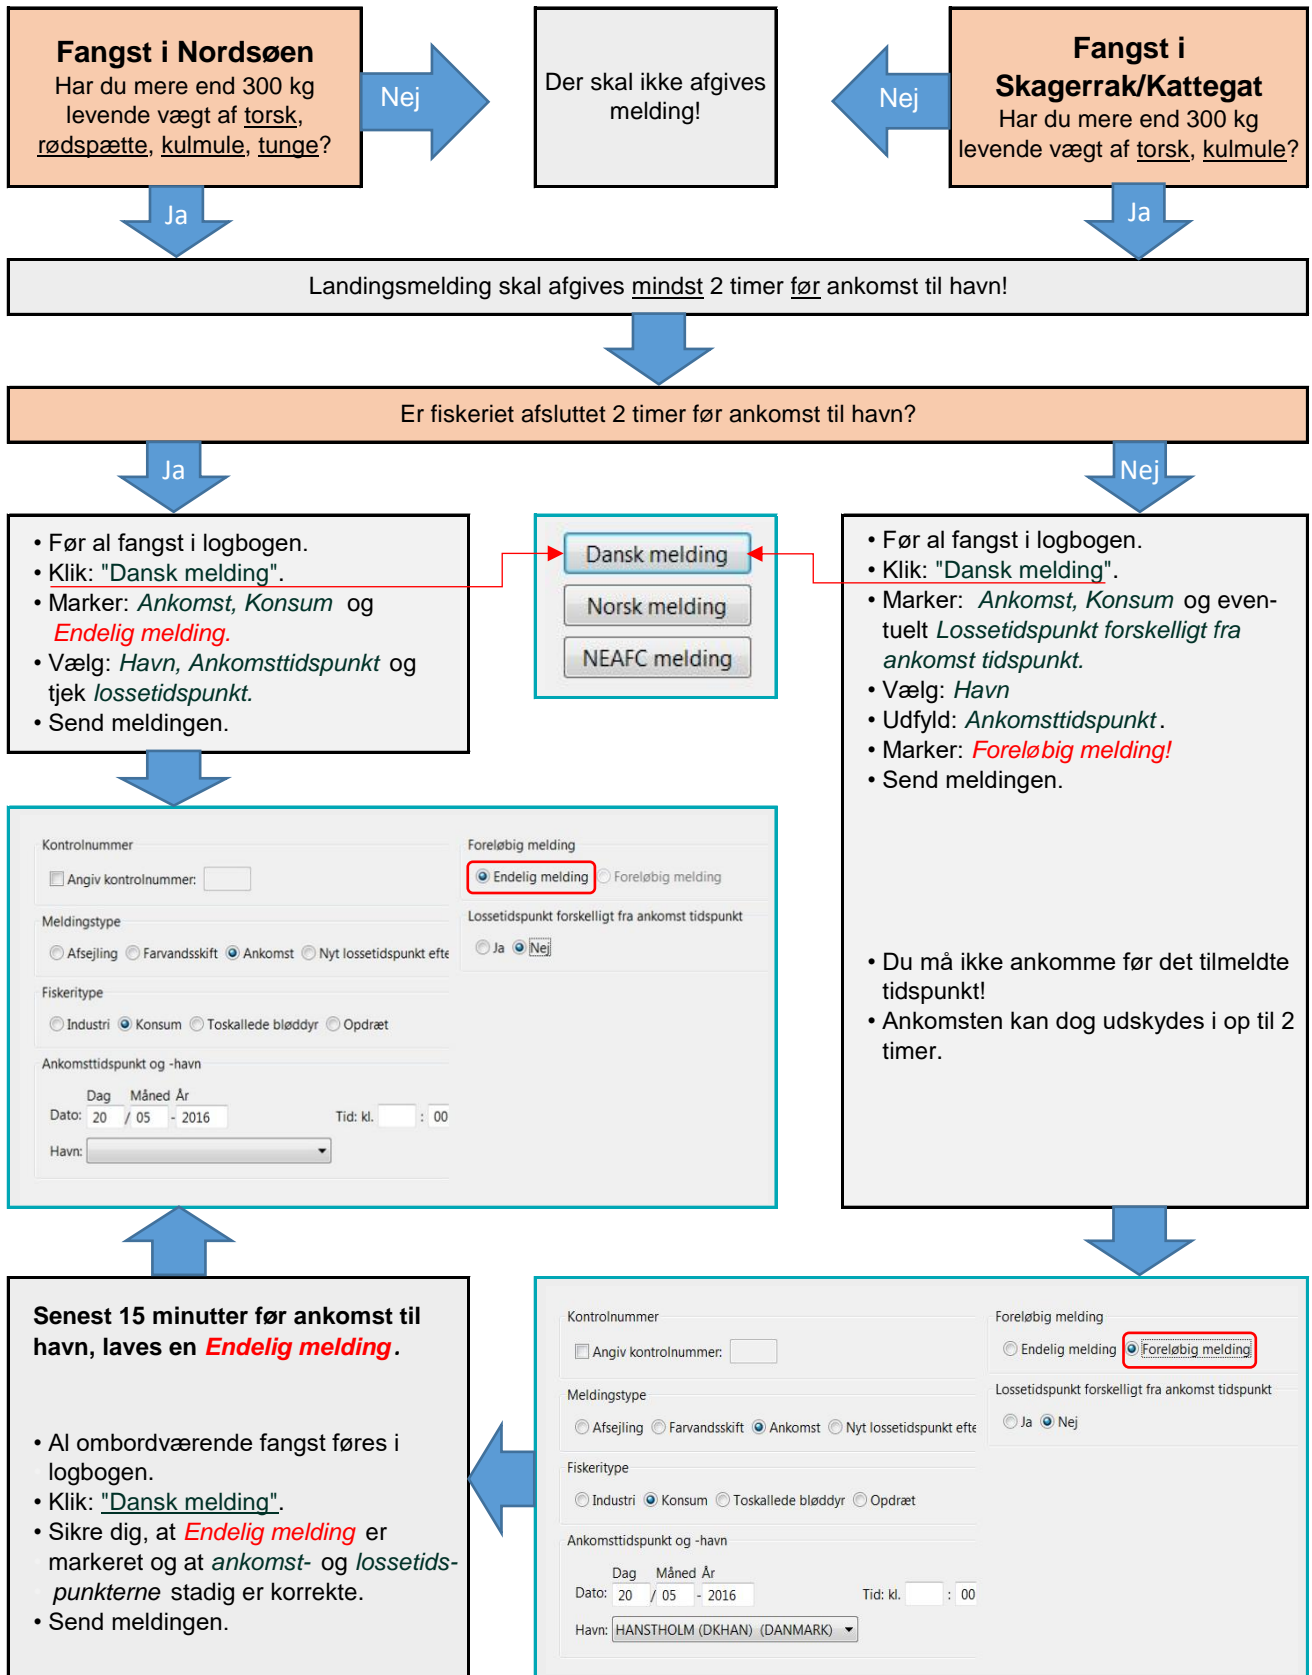 Fangst i Nordsøen
Har du mere end 300 kg
levende vægt af torsk,
rødspætte, kulmule, tunge?
Nej
Der skal ikke afgives
melding!
Nej
Fangst i
Skagerrak/Kattegat
Har du mere end 300 kg
levende vægt af torsk, kulmule?
Ja
Ja
Landingsmelding skal afgives mindst 2 timer før ankomst til havn!
Er fiskeriet afsluttet 2 timer før ankomst til havn?
Ja
Nej
• Før al fangst i logbogen.
• Klik: "Dansk melding".
• Marker: Ankomst, Konsum og
Endelig melding.
• Vælg: Havn, Ankomsttidspunkt og
tjek lossetidspunkt.
• Send meldingen.
Dansk melding
Norsk melding
NEAFC melding
• Før al fangst i logbogen.
• Klik: "Dansk melding".
• Marker: Ankomst, Konsum og even-
tuelt Lossetidspunkt forskelligt fra
ankomst tidspunkt.
• Vælg: Havn
• Udfyld: Ankomsttidspunkt.
• Marker: Foreløbig melding!
• Send meldingen.
• Du må ikke ankomme før det tilmeldte
tidspunkt!
• Ankomsten kan dog udskydes i op til 2
timer.
Kontrolnummer
Angiv kontrolnummer:
Meldingstype
Afsejling Farvandsskift Ankomst Nyt lossetidspunkt efte
Fiskeritype
Industri Konsum Toskallede bløddyr Opdræt
Ankomsttidspunkt og -havn
Dag Måned År
Dato: 20 / 05 - 2016 Tid: kl. : 00
Havn:
Foreløbig melding
Endelig melding Foreløbig melding
Lossetidspunkt forskelligt fra ankomst tidspunkt
Ja Nej
Senest 15 minutter før ankomst til
havn, laves en Endelig melding.
• Al ombordværende fangst føres i
logbogen.
• Klik: "Dansk melding".
• Sikre dig, at Endelig melding er
markeret og at ankomst- og lossetids-
punkterne stadig er korrekte.
• Send meldingen.
Kontrolnummer
Angiv kontrolnummer:
Meldingstype
Afsejling Farvandsskift Ankomst Nyt lossetidspunkt efte
Fiskeritype
Industri Konsum Toskallede bløddyr Opdræt
Ankomsttidspunkt og -havn
Dag Måned År
Dato: 20 / 05 - 2016 Tid: kl. : 00
Havn: HANSTHOLM (DKHAN) (DANMARK)
Foreløbig melding
Endelig melding Foreløbig melding
Lossetidspunkt forskelligt fra ankomst tidspunkt
Ja Nej